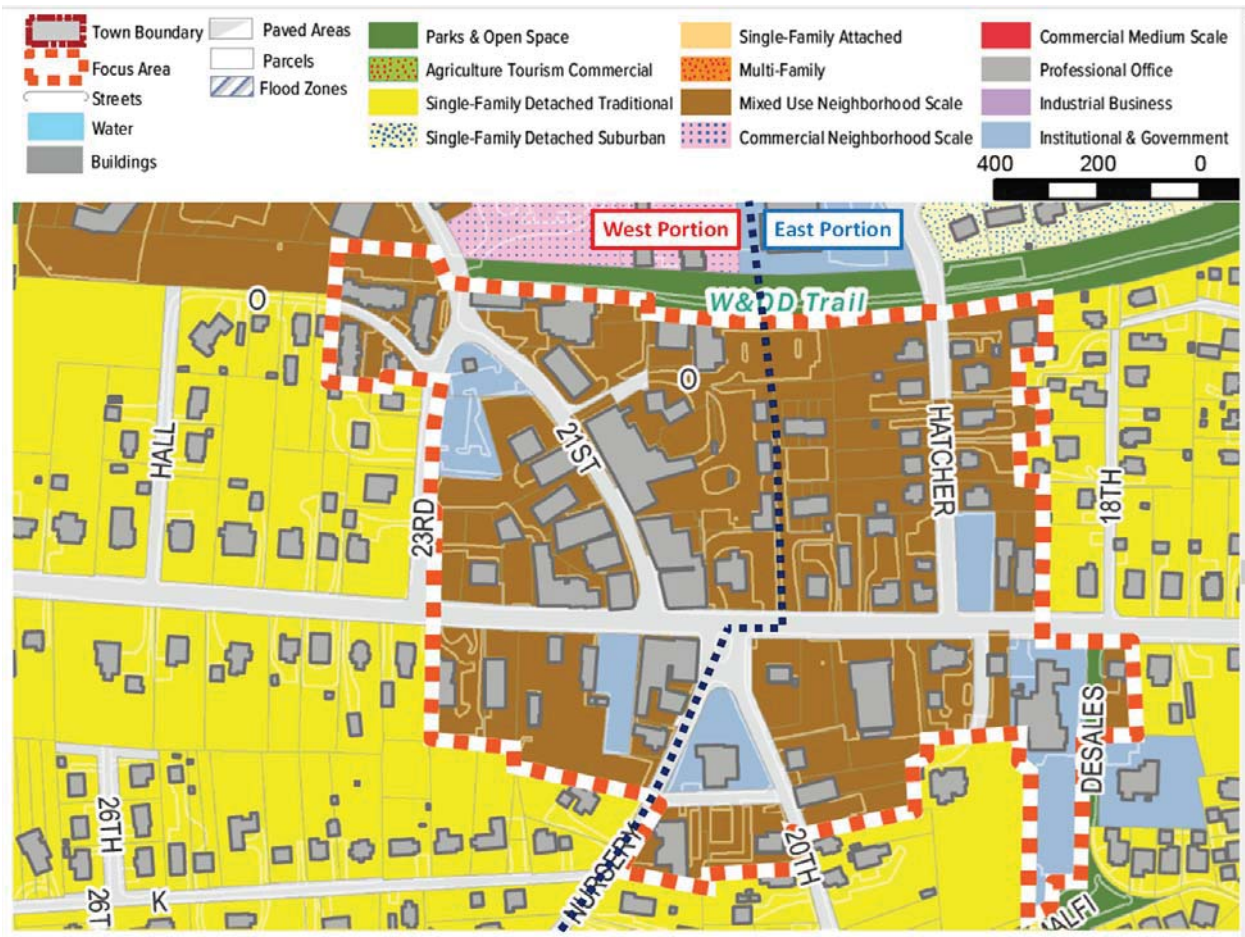 Town Boundary
Focus Area
Streets
Water
Buildings
Paved Areas
Parcels
Flood Zones
Parks & Open Space
Agriculture Tourism Commercial
Single-Family Detached Traditional
Single-Family Detached Suburban
Single-Family Attached
Multi-Family
Mixed Use Neighborhood Scale
Commercial Neighborhood Scale
Commercial Medium Scale
Professional Office
Industrial Business
Institutional & Government
400 200 0
West Portion
East Portion
W&OD Trail
O
O
HALL
21ST
HATCHER
18TH
23RD
DESALES
26TH
NURSERY
20TH
26T
K
ALFI